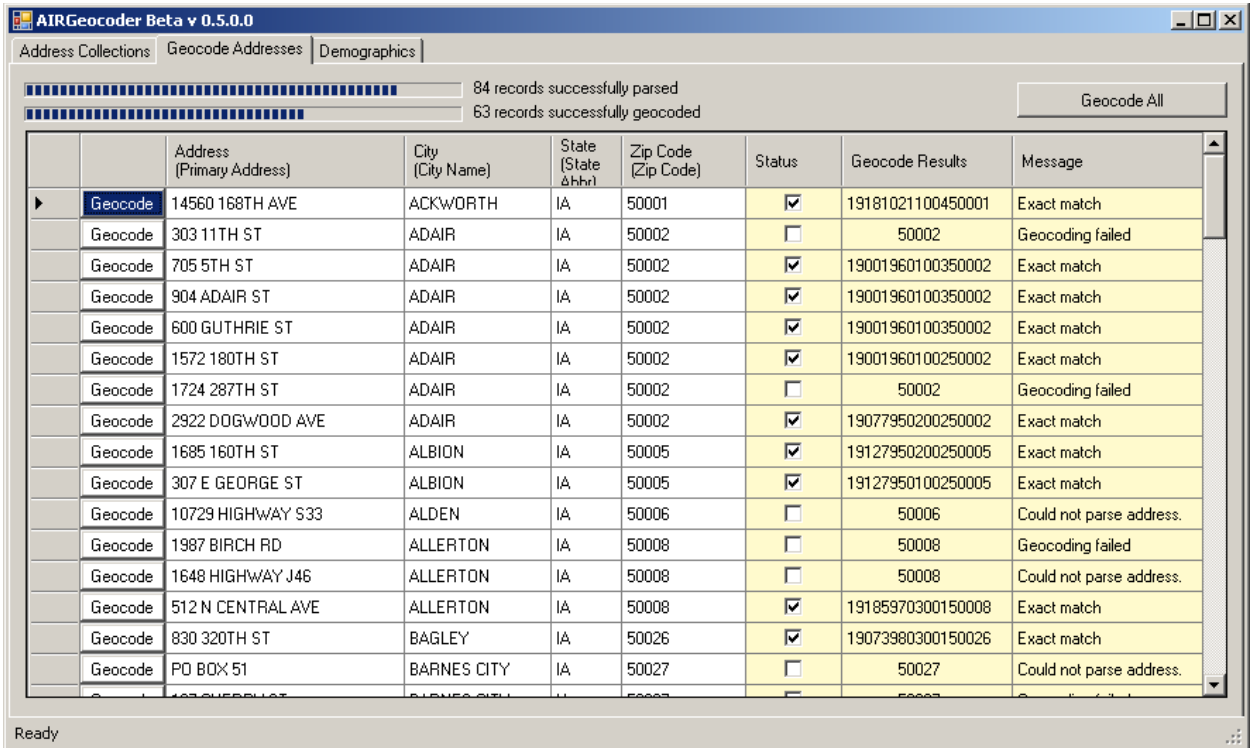 AIRGeocoder Beta v 0.5.0.0
Address Collections Geocode Addresses Demographics
84 records successfully parsed
63 records successfully geocoded
Geocode All
Address (Primary Address) City (City Name) State (State Abbr) Zip Code (Zip Code) Status Geocode Results Message
Geocode 14560 168TH AVE ACKWORTH IA 50001 19181021100450001 Exact match
Geocode 303 11TH ST ADAIR IA 50002 50002 Geocoding failed
Geocode 705 5TH ST ADAIR IA 50002 19001960100350002 Exact match
Geocode 904 ADAIR ST ADAIR IA 50002 19001960100350002 Exact match
Geocode 600 GUTHRIE ST ADAIR IA 50002 19001960100350002 Exact match
Geocode 1572 180TH ST ADAIR IA 50002 19001960100250002 Exact match
Geocode 1724 287TH ST ADAIR IA 50002 50002 Geocoding failed
Geocode 2922 DOGWOOD AVE ADAIR IA 50002 19077950200250002 Exact match
Geocode 1685 160TH ST ALBION IA 50005 19127950200250005 Exact match
Geocode 307 E GEORGE ST ALBION IA 50005 19127950100250005 Exact match
Geocode 10729 HIGHWAY S33 ALDEN IA 50006 50006 Could not parse address.
Geocode 1987 BIRCH RD ALLERTON IA 50008 50008 Geocoding failed
Geocode 1648 HIGHWAY J46 ALLERTON IA 50008 50008 Could not parse address.
Geocode 512 N CENTRAL AVE ALLERTON IA 50008 19185970300150008 Exact match
Geocode 830 320TH ST BAGLEY IA 50026 19073980300150026 Exact match
Geocode PO BOX 51 BARNES CITY IA 50027 50027 Could not parse address.
Ready